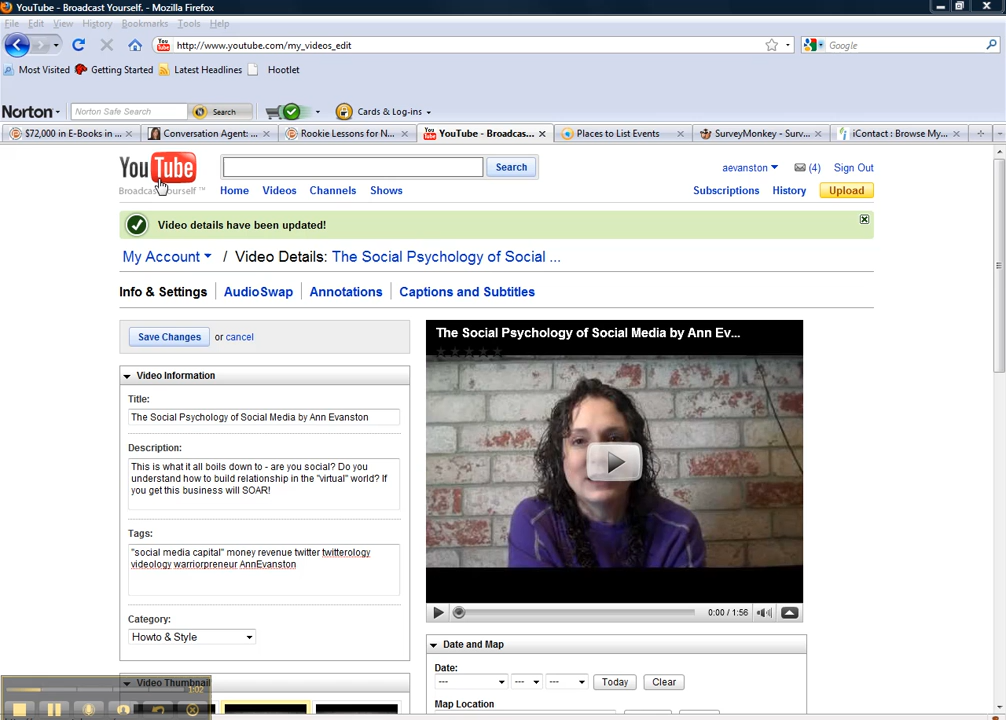 YouTube - Broadcast Yourself. - Mozilla Firefox
File Edit View History Bookmarks Tools Help
http://www.youtube.com/my_videos_edit
Google
Most Visited Getting Started Latest Headlines Hootlet
Norton Norton Safe Search Search Cards & Log-ins
$72,000 in E-Books in ... Conversation Agent: ... Rookie Lessons for N... YouTube - Broadcas... Places to List Events SurveyMonkey - Surv... iContact : Browse My...
YouTube Search aevanston (4) Sign Out
Broadcast Yourself ™ Home Videos Channels Shows Subscriptions History Upload
Video details have been updated!
My Account / Video Details: The Social Psychology of Social ...
Info & Settings AudioSwap Annotations Captions and Subtitles
Save Changes or cancel
The Social Psychology of Social Media by Ann Ev...
Video Information
Title:
The Social Psychology of Social Media by Ann Evanston
Description:
This is what it all boils down to - are you social? Do you
understand how to build relationship in the "virtual" world? If
you get this business will SOAR!
Tags:
"social media capital" money revenue twitter twitterology
videology warriorpreneur AnnEvanston
Category:
Howto & Style
0:00 / 1:56
Date and Map
Date:
--- --- --- Today Clear
Map Location
Video Thumbnail
1:02